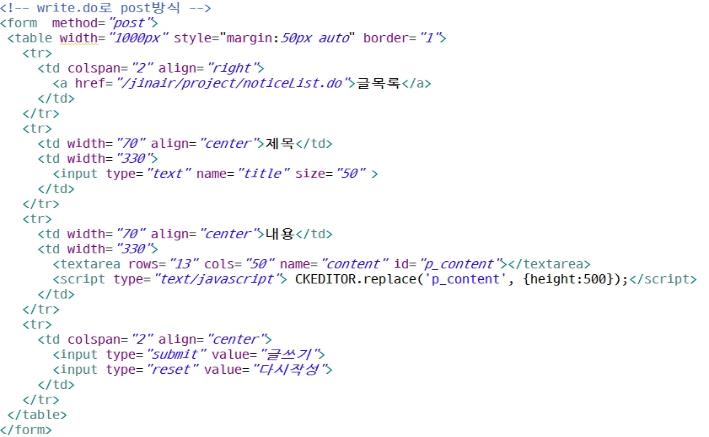 <!-- write.do로 post방식 -->
<form  method="post">
 <table width="1000px" style="margin:50px auto" border="1">
   <tr>
     <td colspan="2" align="right">
       <a href="/jinair/project/noticeList.do">글목록</a>
     </td>
   </tr>
   <tr>
     <td width="70" align="center">제목</td>
     <td width="330">
       <input type="text" name="title" size="50" >
     </td>
   </tr>
   <tr>
     <td width="70" align="center">내용</td>
     <td width="330">
       <textarea rows="13" cols="50" name="content" id="p_content"></textarea>
       <script type="text/javascript"> CKEDITOR.replace('p_content', {height:500});</script>
     </td>
   </tr>
   <tr>
     <td colspan="2" align="center">
       <input type="submit" value="글쓰기">
       <input type="reset" value="다시작성">
     </td>
   </tr>
 </table>
</form>